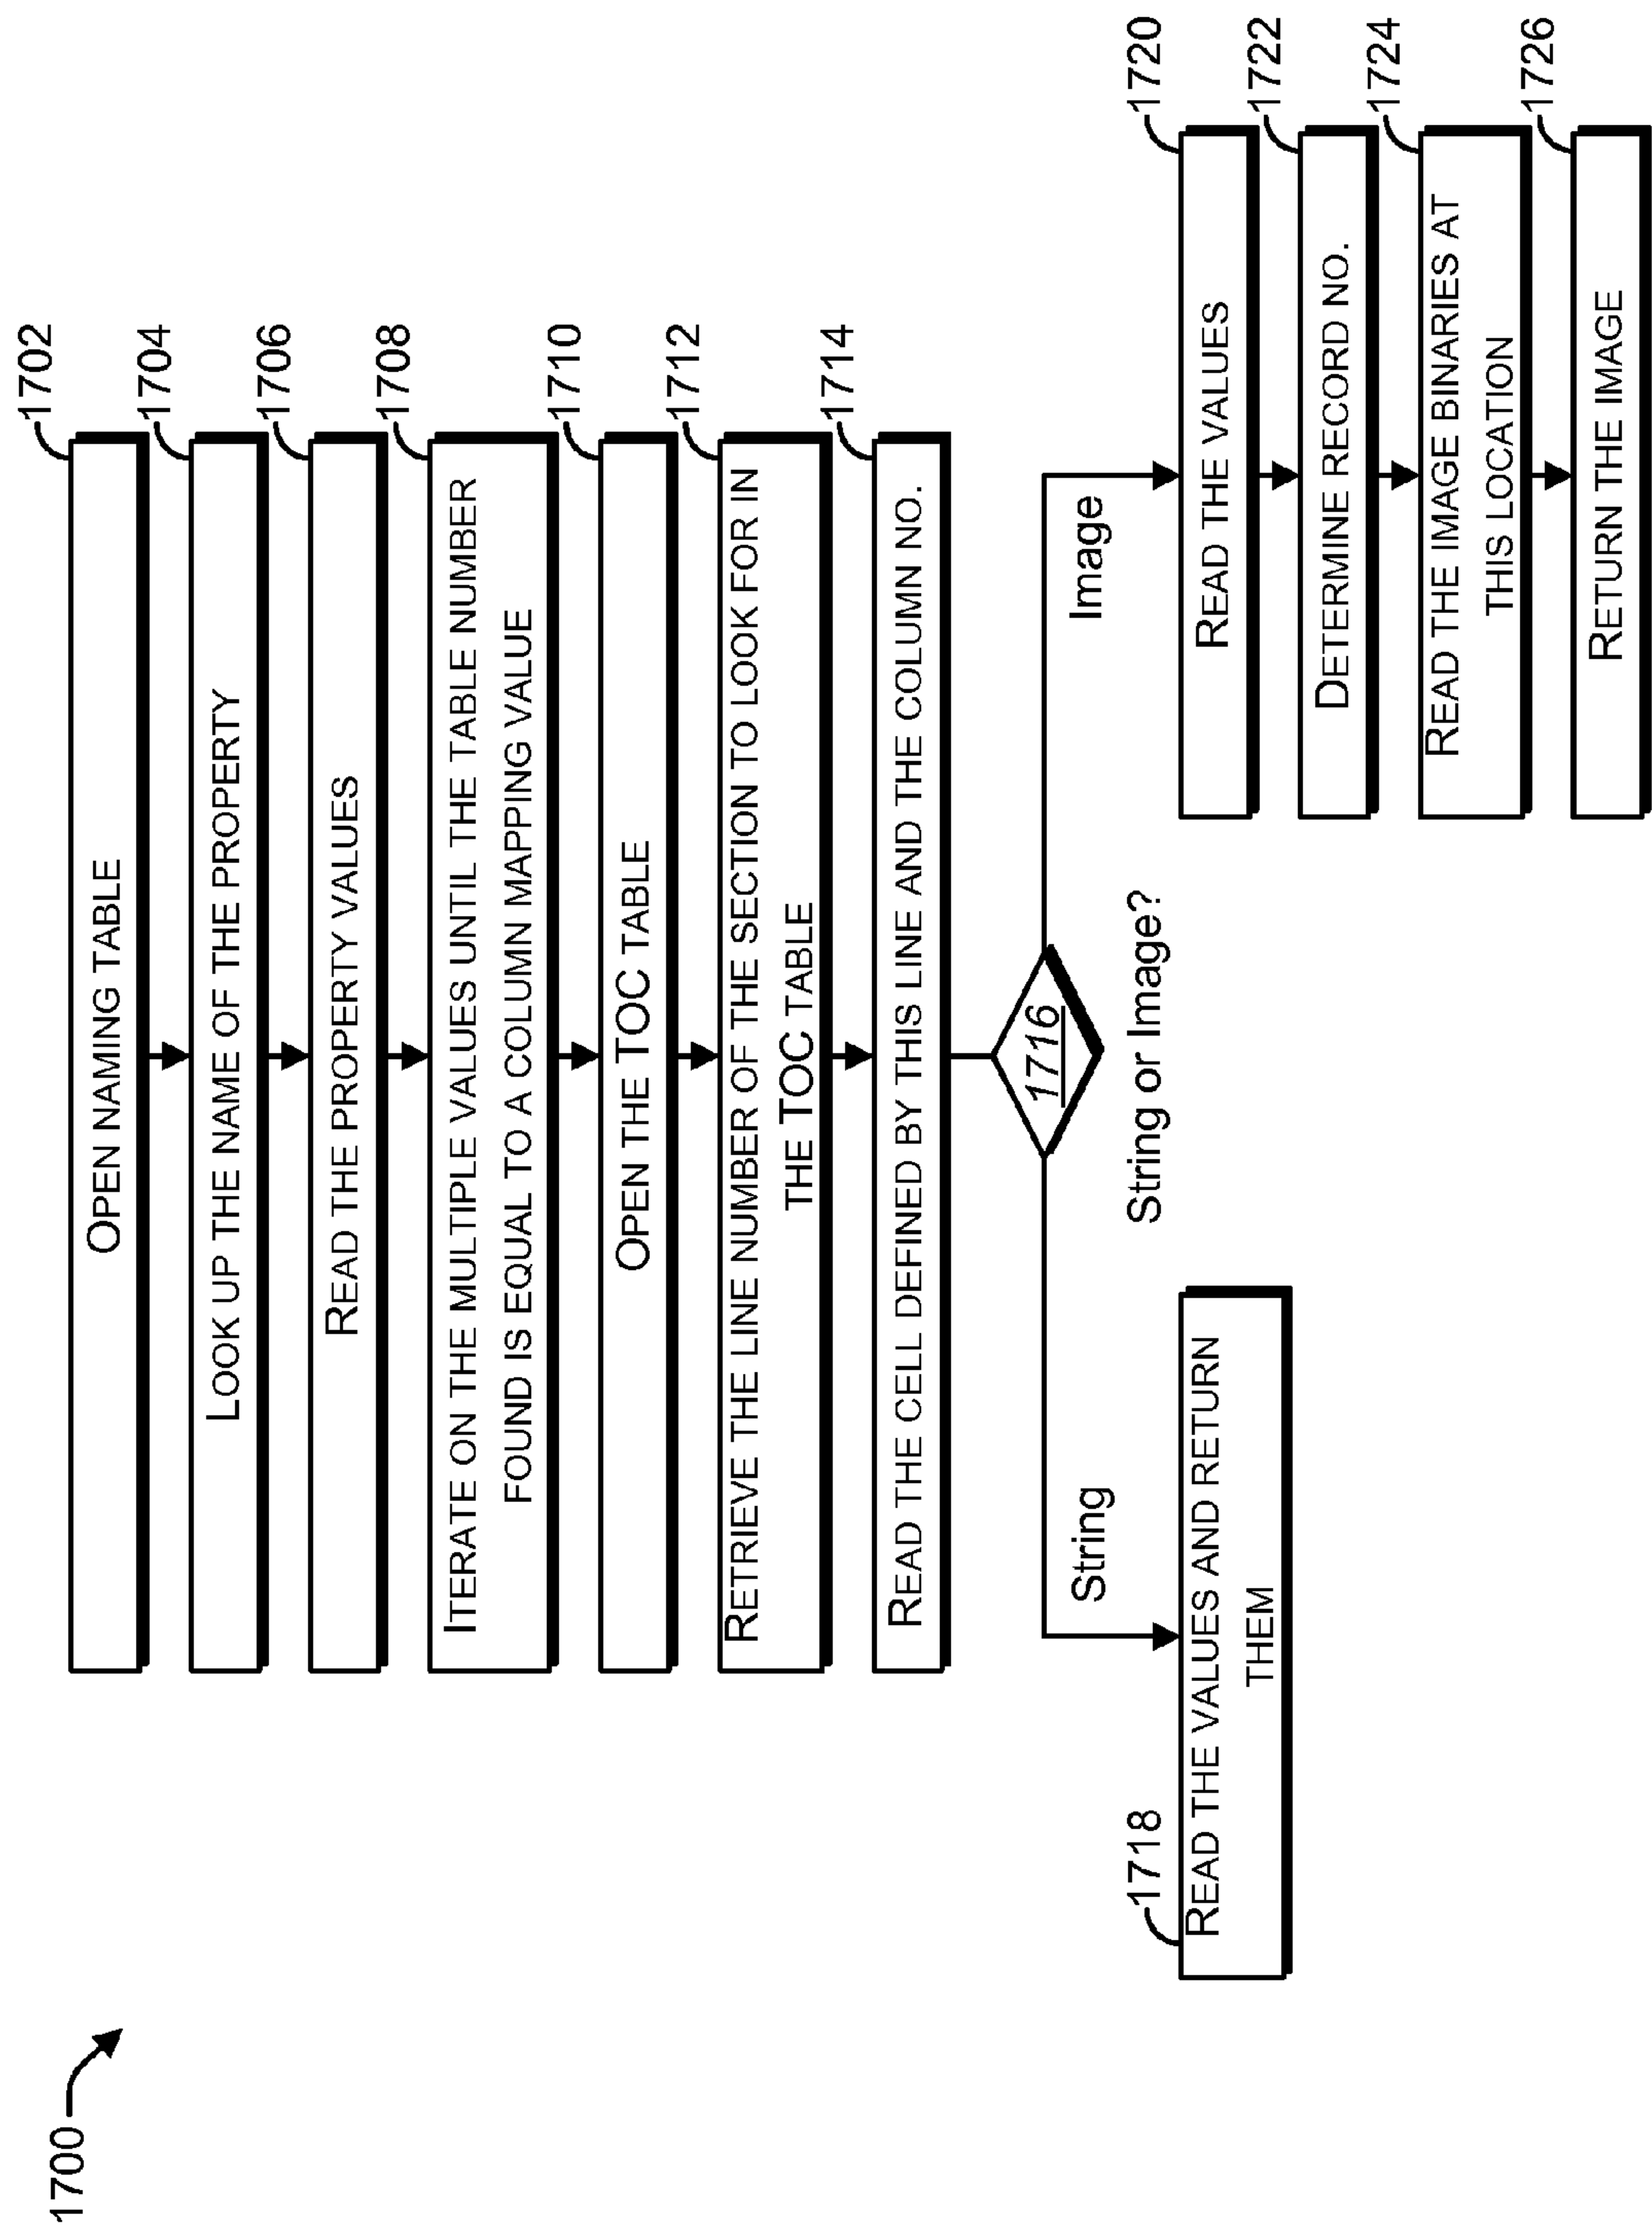 1700
1702
OPEN NAMING TABLE
1704
LOOK UP THE NAME OF THE PROPERTY
1706
READ THE PROPERTY VALUES
1708
ITERATE ON THE MULTIPLE VALUES UNTIL THE TABLE NUMBER
FOUND IS EQUAL TO A COLUMN MAPPING VALUE
1710
OPEN THE TOC TABLE
1712
RETRIEVE THE LINE NUMBER OF THE SECTION TO LOOK FOR IN
THE TOC TABLE
1714
READ THE CELL DEFINED BY THIS LINE AND THE COLUMN NO.
1716
String or Image?
String
1718
READ THE VALUES AND RETURN
THEM
Image
1720
READ THE VALUES
1722
DETERMINE RECORD NO.
1724
READ THE IMAGE BINARIES AT
THIS LOCATION
1726
RETURN THE IMAGE